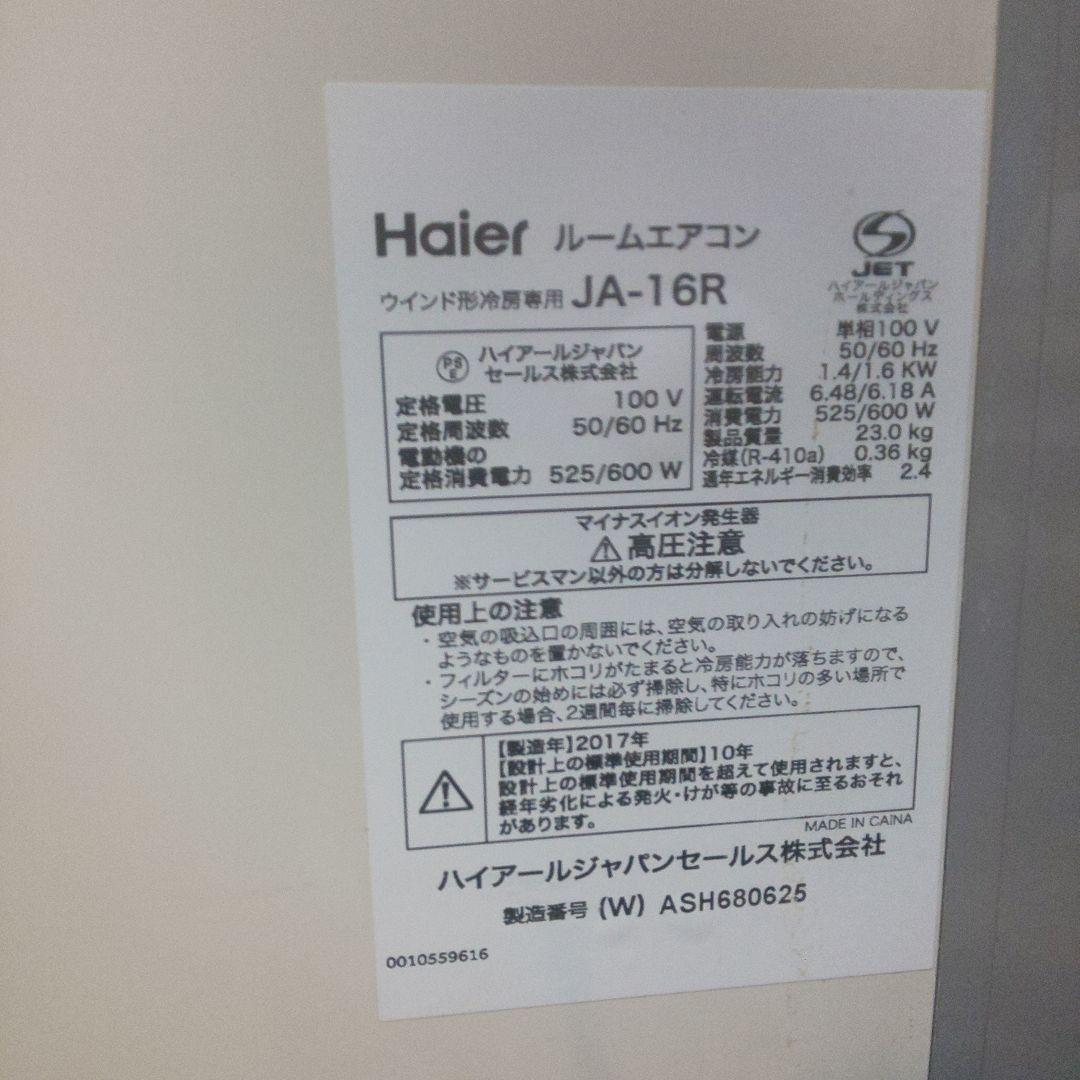 Haier ルームエアコン
ウインド形冷房専用 JA-16R
JET
ハイアールジャパン
ホールディングス
株式会社
PSE ハイアールジャパン
セールス株式会社
定格電圧 100 V
定格周波数 50/60 Hz
電動機の
定格消費電力 525/600 W
電源 単相100 V
周波数 50/60 Hz
冷房能力 1.4/1.6 KW
運転電流 6.48/6.18 A
消費電力 525/600 W
製品質量 23.0 kg
冷媒(R-410a) 0.36 kg
通年エネルギー消費効率 2.4
マイナスイオン発生器
⚠高圧注意
※サービスマン以外の方は分解しないでください。
使用上の注意
・空気の吸込口の周囲には、空気の取り入れの妨げになる
ようなものを置かないでください。
・フィルターにホコリがたまると冷房能力が落ちますので、
シーズンの始めには必ず掃除し、特にホコリの多い場所で
使用する場合、2週間毎に掃除してください。
【製造年】2017年
【設計上の標準使用期間】10年
設計上の標準使用期間を超えて使用されますと、
経年劣化による発火・けが等の事故に至るおそれ
があります。
MADE IN CAINA
ハイアールジャパンセールス株式会社
製造番号 (W) ASH680625
0010559616